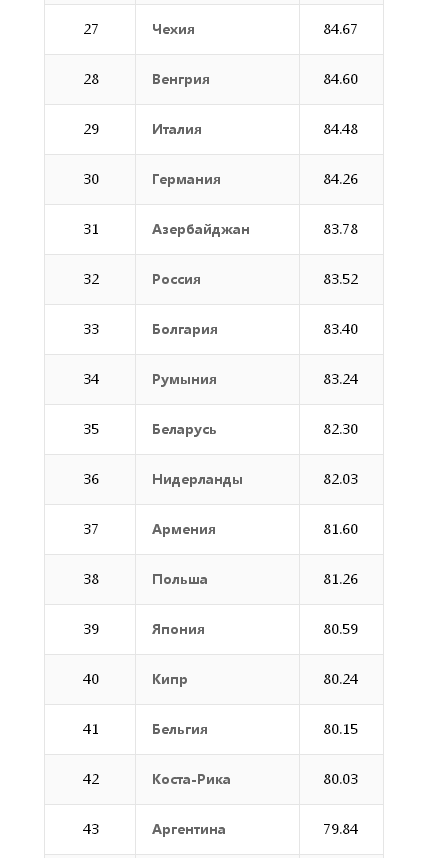 27 Чехия 84.67
28 Венгрия 84.60
29 Италия 84.48
30 Германия 84.26
31 Азербайджан 83.78
32 Россия 83.52
33 Болгария 83.40
34 Румыния 83.24
35 Беларусь 82.30
36 Нидерланды 82.03
37 Армения 81.60
38 Польша 81.26
39 Япония 80.59
40 Кипр 80.24
41 Бельгия 80.15
42 Коста-Рика 80.03
43 Аргентина 79.84